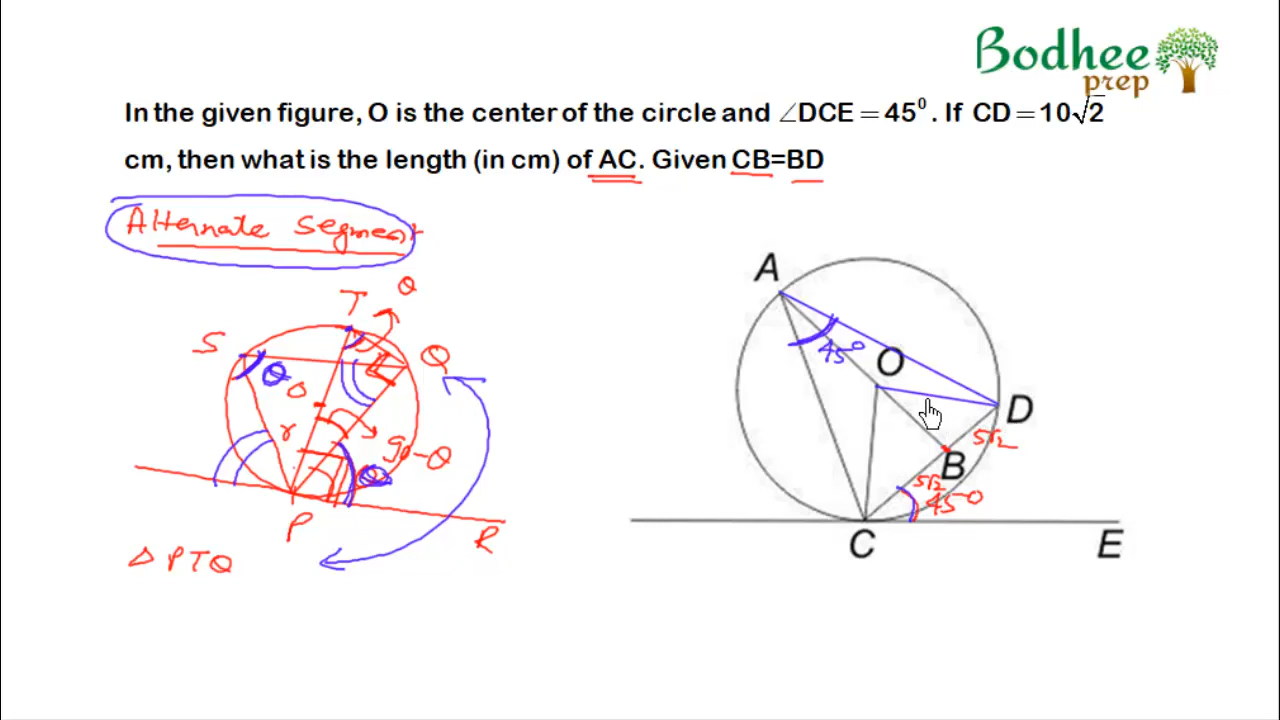 Bodhee
prep
In the given figure, O is the center of the circle and ∠DCE = 45⁰. If CD = 10√2
cm, then what is the length (in cm) of AC. Given CB=BD
Alternate Segment
T
θ
S
Q
θ
O
r
90-θ
θ
P
R
Δ PTQ
A
45°
O
D
5√2
B
5√2
45°
C
E